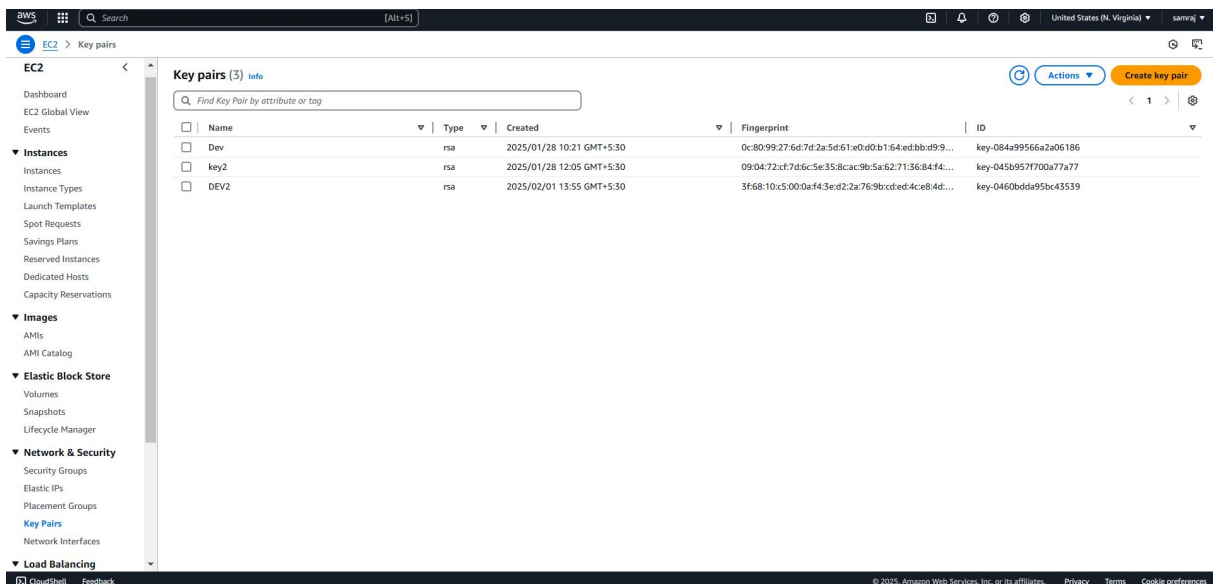 aws Search [Alt+S] United States (N. Virginia) samraj
EC2 > Key pairs
EC2
Dashboard
EC2 Global View
Events
Instances
Instances
Instance Types
Launch Templates
Spot Requests
Savings Plans
Reserved Instances
Dedicated Hosts
Capacity Reservations
Images
AMIs
AMI Catalog
Elastic Block Store
Volumes
Snapshots
Lifecycle Manager
Network & Security
Security Groups
Elastic IPs
Placement Groups
Key Pairs
Network Interfaces
Load Balancing
Key pairs (3) Info Actions Create key pair
Find Key Pair by attribute or tag 1
Name Type Created Fingerprint ID
Dev rsa 2025/01/28 10:21 GMT+5:30 0c:80:99:27:6d:7d:2a:5d:61:e0:d0:b1:64:ed:bb:d9:9... key-084a99566a2a06186
key2 rsa 2025/01/28 12:05 GMT+5:30 09:04:72:cf:7d:6c:5e:35:8c:ac:9b:5a:62:71:36:84:f4:... key-045b957f700a77a77
DEV2 rsa 2025/02/01 13:55 GMT+5:30 3f:68:10:c5:00:0a:f4:3e:d2:2a:76:9b:cd:ed:4c:e8:4d:... key-0460bdda95bc43539
CloudShell Feedback © 2025, Amazon Web Services, Inc. or its affiliates. Privacy Terms Cookie preferences